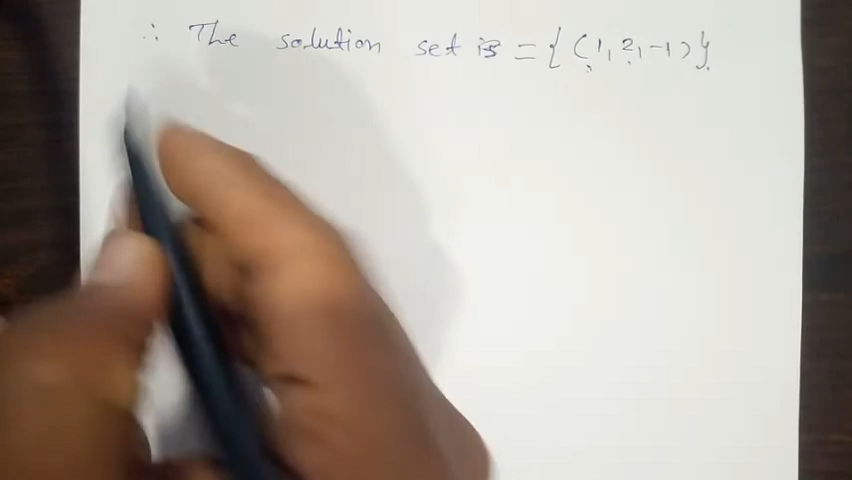 ∴ The solution set is = { (1, 2, -1) }